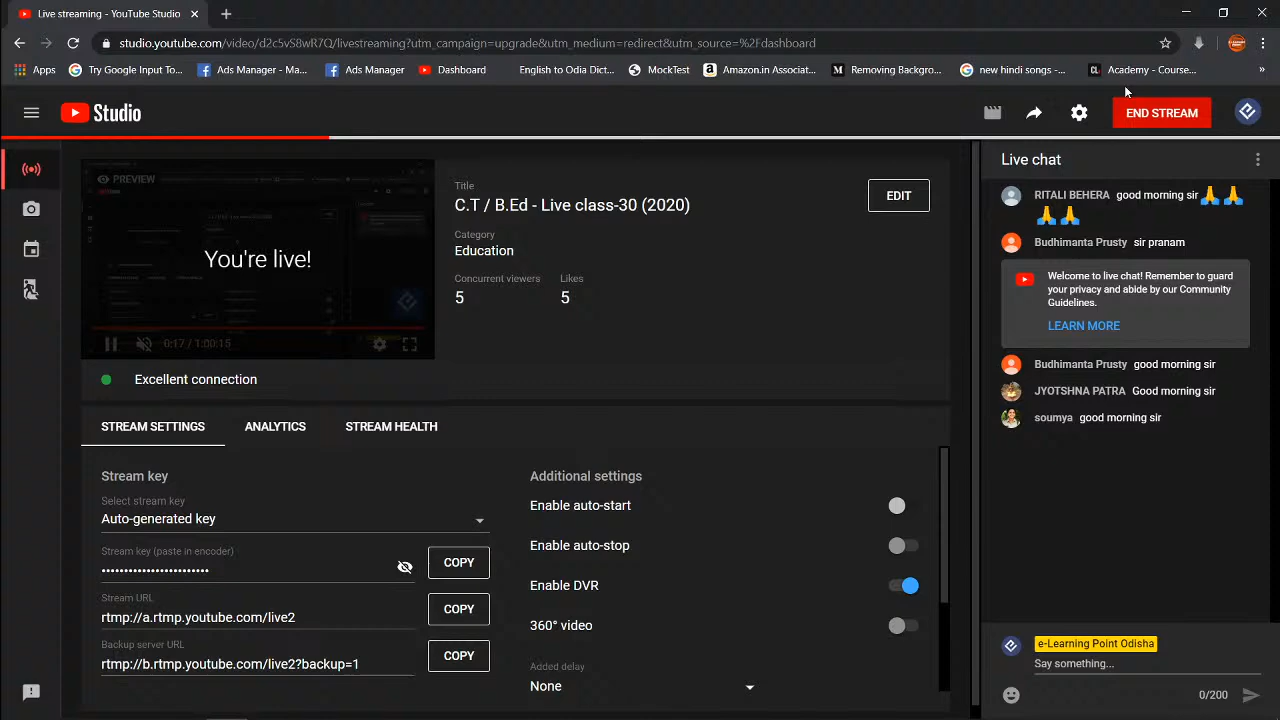 Live streaming - YouTube Studio
studio.youtube.com/video/d2c5vS8wR7Q/livestreaming?utm_campaign=upgrade&utm_medium=redirect&utm_source=%2Fdashboard
Apps Try Google Input To... Ads Manager - Ma... Ads Manager Dashboard English to Odia Dict... MockTest Amazon.in Associat... Removing Backgro... new hindi songs -... CL Academy - Course... »
Studio
END STREAM
PREVIEW
You're live!
0:17 / 1:00:15
Title
C.T / B.Ed - Live class-30 (2020)
EDIT
Category
Education
Concurrent viewers Likes
5 5
Excellent connection
STREAM SETTINGS ANALYTICS STREAM HEALTH
Stream key
Select stream key
Auto-generated key
Stream key (paste in encoder)
••••••••••••••••••••••••
COPY
Stream URL
rtmp://a.rtmp.youtube.com/live2
COPY
Backup server URL
rtmp://b.rtmp.youtube.com/live2?backup=1
COPY
Additional settings
Enable auto-start
Enable auto-stop
Enable DVR
360° video
Added delay
None
Live chat
RITALI BEHERA good morning sir 🙏🙏
🙏🙏
Budhimanta Prusty sir pranam
Welcome to live chat! Remember to guard
your privacy and abide by our Community
Guidelines.
LEARN MORE
Budhimanta Prusty good morning sir
JYOTSHNA PATRA Good morning sir
soumya good morning sir
e-Learning Point Odisha
Say something...
0/200